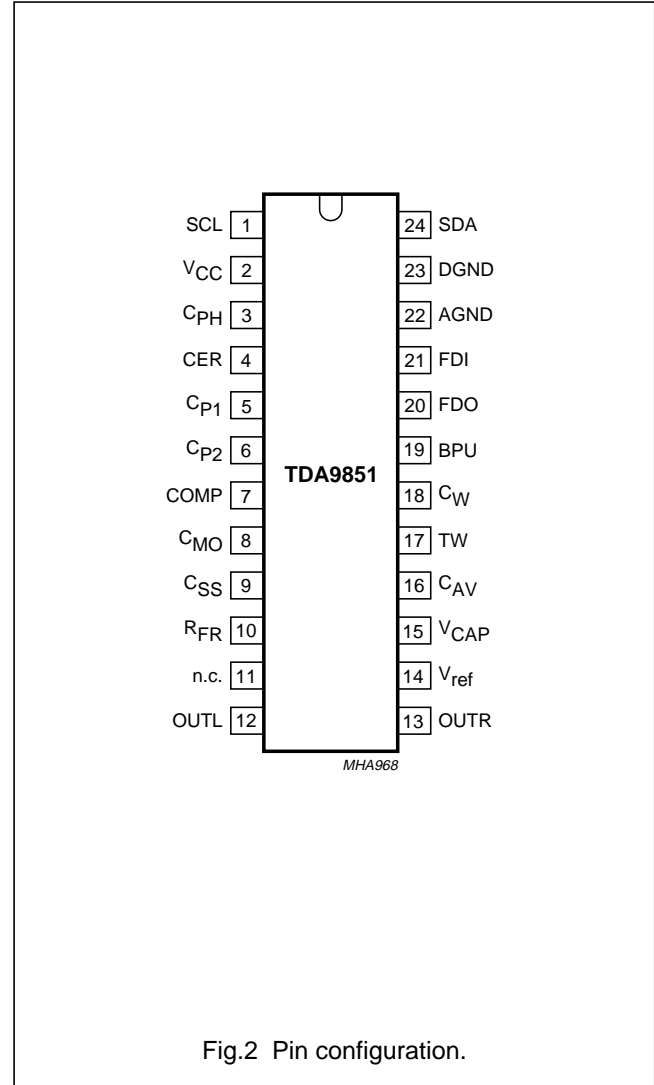 SCL 1 24 SDA
VCC 2 23 DGND
CPH 3 22 AGND
CER 4 21 FDI
CP1 5 20 FDO
CP2 6 19 BPU
TDA9851
COMP 7 18 CW
CMO 8 17 TW
CSS 9 16 CAV
RFR 10 15 VCAP
n.c. 11 14 Vref
OUTL 12 13 OUTR
MHA968
Fig.2 Pin configuration.